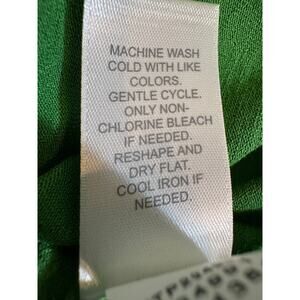 MACHINE WASH
COLD WITH LIKE
COLORS.
GENTLE CYCLE.
ONLY NON-
CHLORINE BLEACH
IF NEEDED.
RESHAPE AND
DRY FLAT.
COOL IRON IF
NEEDED.